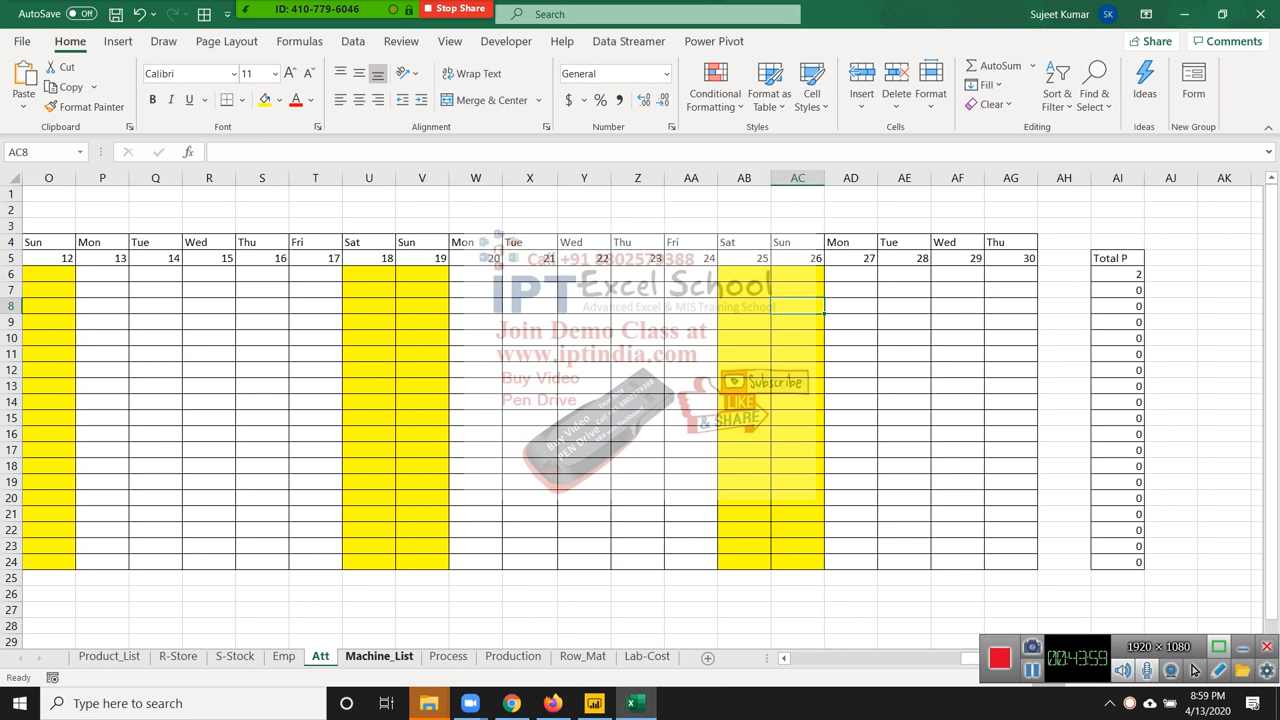 AutoSave Off ID: 410-779-6046 Stop Share Search Sujeet Kumar SK
File Home Insert Draw Page Layout Formulas Data Review View Developer Help Data Streamer Power Pivot Share Comments
Cut Calibri 11 Wrap Text General AutoSum
Copy Fill
Paste Format Painter Merge & Center Conditional Formatting Format as Table Cell Styles Insert Delete Format Clear Sort & Filter Find & Select Ideas Form
Clipboard Font Alignment Number Styles Cells Editing Ideas New Group
AC8
O P Q R S T U V W X Y Z AA AB AC AD AE AF AG AH AI AJ AK
1
2
3
4 Sun Mon Tue Wed Thu Fri Sat Sun Mon Tue Wed Thu Fri Sat Sun Mon Tue Wed Thu
5 12 13 14 15 16 17 18 19 20 21 22 23 24 25 26 27 28 29 30 Total P
6 2
7 0
8 0
9 0
10 0
11 0
12 0
13 0
14 0
15 0
16 0
17 0
18 0
19 0
20 0
21 0
22 0
23 0
24 0
25
26
27
28
29
Call +91 8802579388
IPT Excel School
Advanced Excel & MIS Training School
Join Demo Class at
www.iptindia.com
Buy Video
Pen Drive
Buy Video
PEN Drive
Subscribe
LIKE
& SHARE
Product_List R-Store S-Stock Emp Att Machine_List Process Production Row_Mat Lab-Cost
1920 × 1080
00:43:59
Ready
Type here to search
8:59 PM
4/13/2020